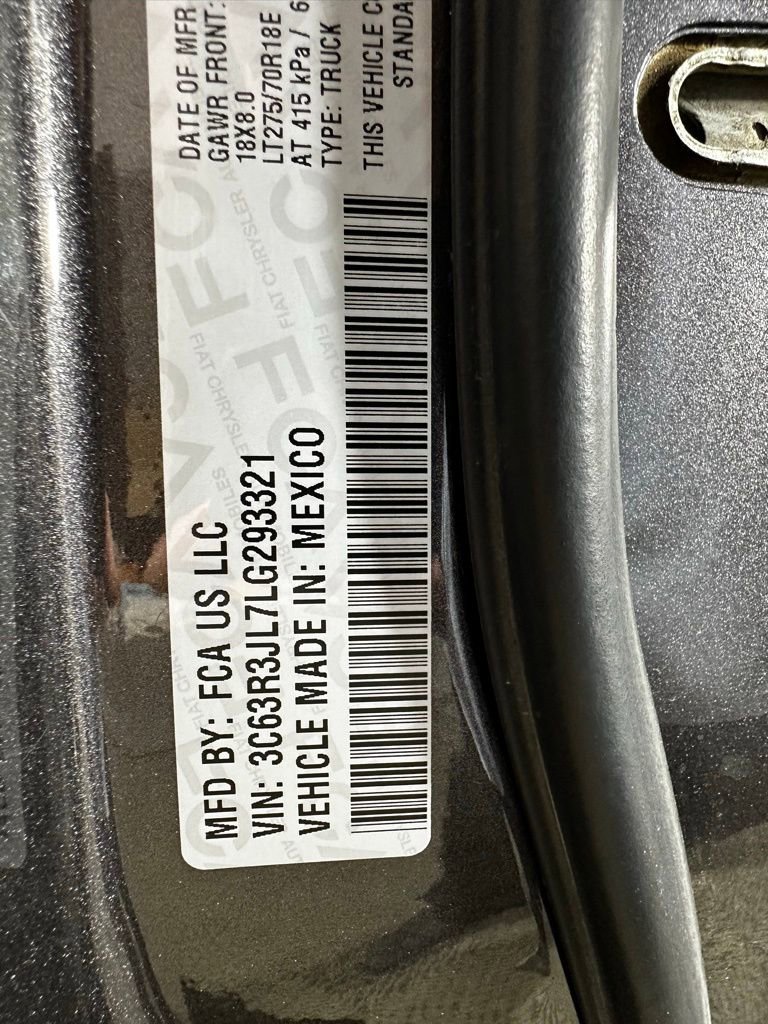 MFD BY: FCA US LLC
VIN: 3C63R3JL7LG293321
VEHICLE MADE IN: MEXICO
DATE OF MFR
GAWR FRONT:
18X8.0
LT275/70R18E
AT 415 kPa / 6
TYPE: TRUCK
THIS VEHICLE C
STANDA